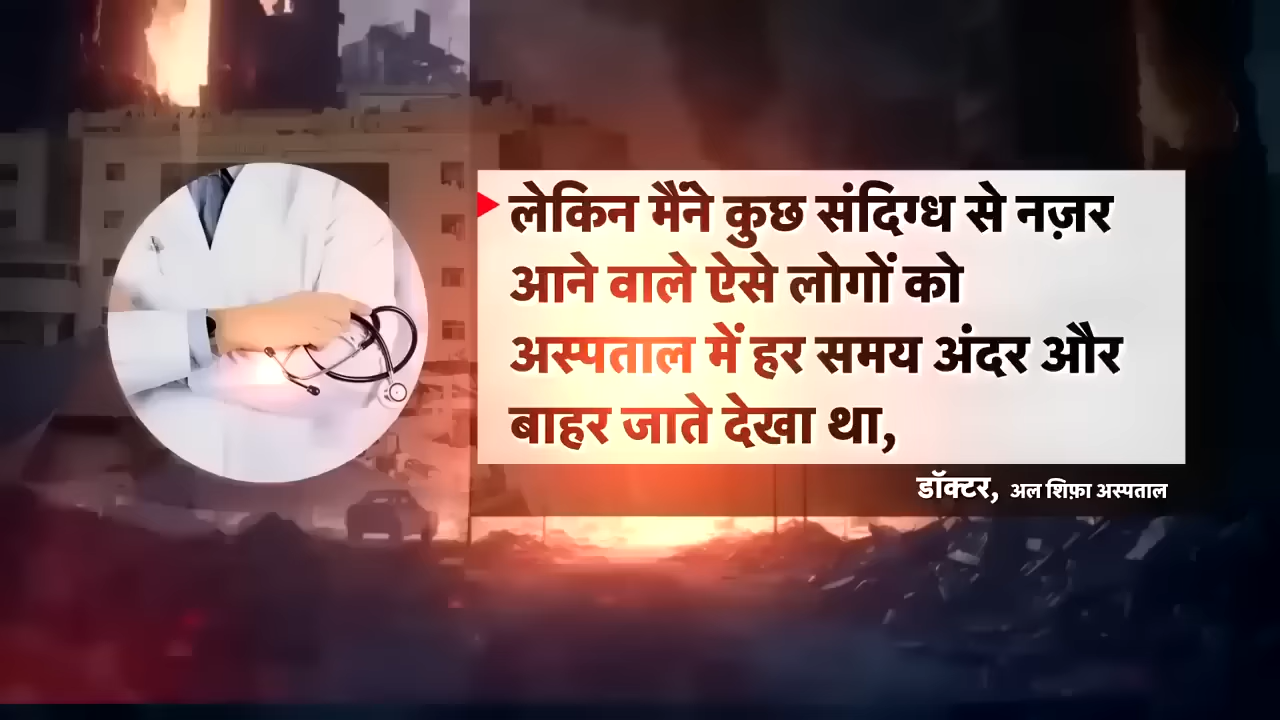 लेकिन मैंने कुछ संदिग्ध से नज़र
आने वाले ऐसे लोगों को
अस्पताल में हर समय अंदर और
बाहर जाते देखा था,
डॉक्टर, अल शिफ़ा अस्पताल